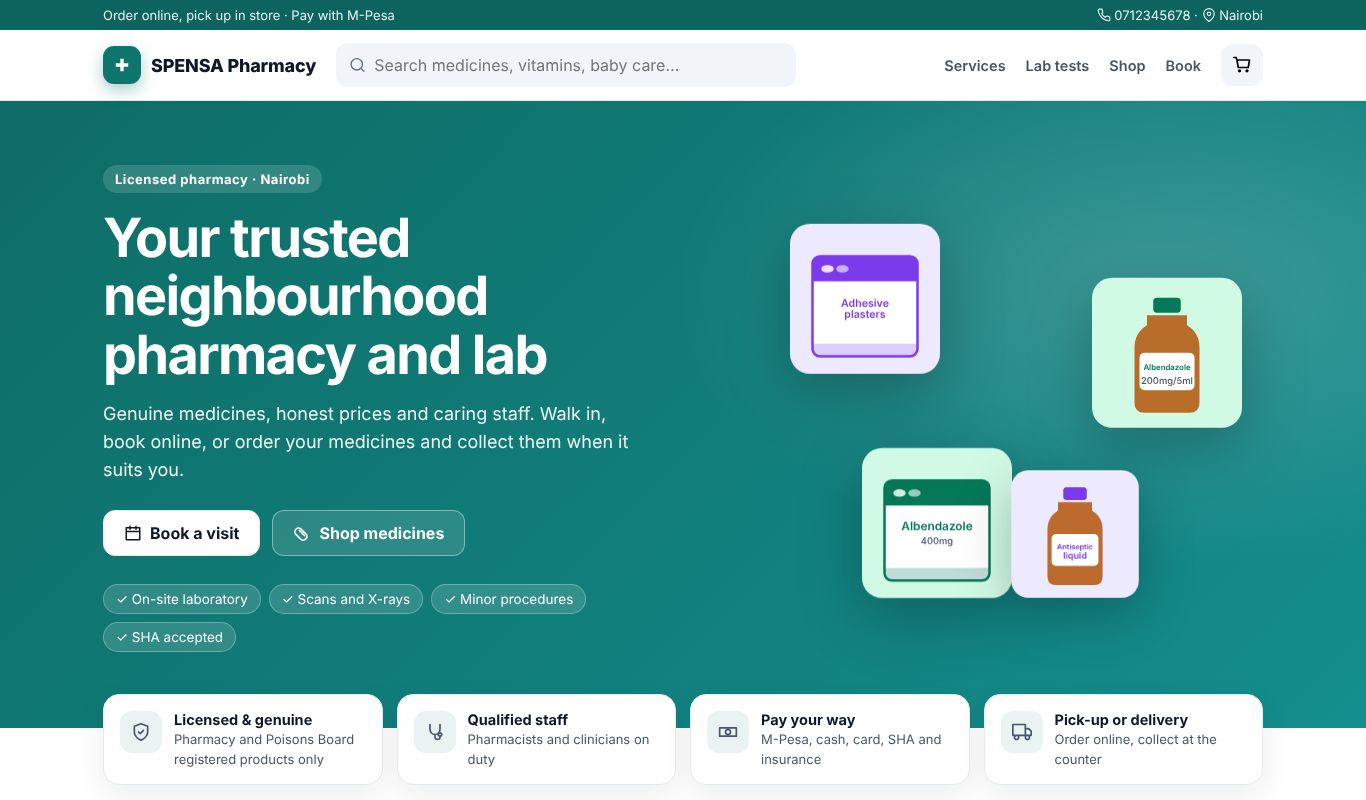 Order online, pick up in store · Pay with M-Pesa
0712345678 · Nairobi
SPENSA Pharmacy
Search medicines, vitamins, baby care...
Services
Lab tests
Shop
Book
Licensed pharmacy · Nairobi
Your trusted
neighbourhood
pharmacy and lab
Genuine medicines, honest prices and caring staff. Walk in,
book online, or order your medicines and collect them when it
suits you.
Book a visit
Shop medicines
✓ On-site laboratory
✓ Scans and X-rays
✓ Minor procedures
✓ SHA accepted
Adhesive
plasters
Albendazole
200mg/5ml
Albendazole
400mg
Antiseptic
liquid
Licensed & genuine
Pharmacy and Poisons Board
registered products only
Qualified staff
Pharmacists and clinicians on
duty
Pay your way
M-Pesa, cash, card, SHA and
insurance
Pick-up or delivery
Order online, collect at the
counter